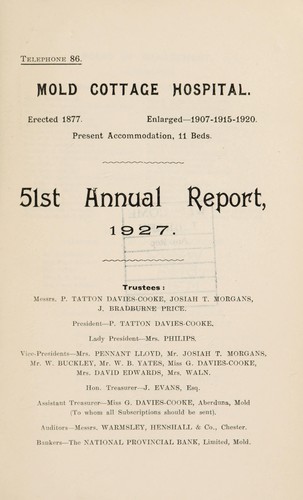 TELEPHONE 86.
MOLD COTTAGE HOSPITAL.
Erected 1877. Enlarged—1907-1915-1920.
Present Accommodation, 11 Beds.
51st Annual Report,
1927.
Trustees:
Messrs. P. TATTON DAVIES-COOKE, JOSIAH T. MORGANS,
J. BRADBURNE PRICE.
President—P. TATTON DAVIES-COOKE.
Lady President—Mrs. PHILIPS.
Vice-Presidents—Mrs. PENNANT LLOYD, Mr. JOSIAH T. MORGANS,
Mr. W. BUCKLEY, Mr. W. B. YATES, Miss G. DAVIES-COOKE,
Mrs. DAVID EDWARDS, Mrs. WALN.
Hon. Treasurer—J. EVANS, Esq.
Assistant Treasurer—Miss G. DAVIES-COOKE, Aberduna, Mold
(To whom all Subscriptions should be sent).
Auditors—Messrs. WARMSLEY, HENSHALL & Co., Chester.
Bankers—The NATIONAL PROVINCIAL BANK, Limited, Mold.